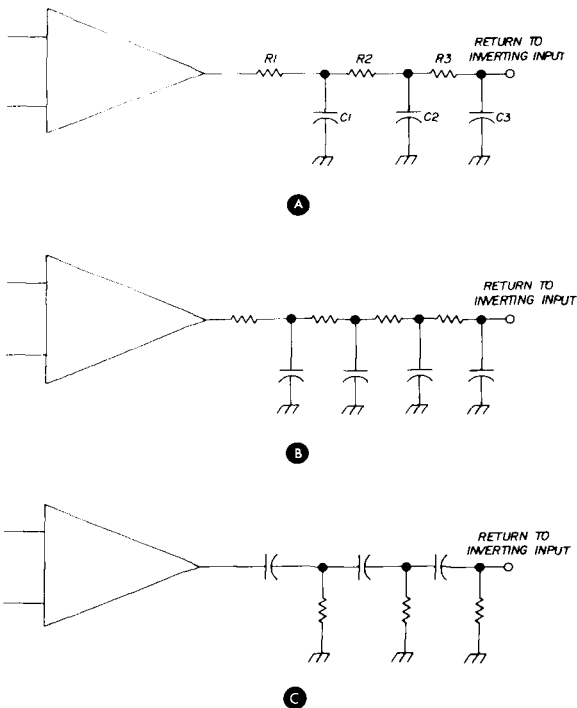 RETURN TO
INVERTING INPUT
R1
R2
R3
C1
C2
C3
A
RETURN TO
INVERTING INPUT
B
RETURN TO
INVERTING INPUT
C